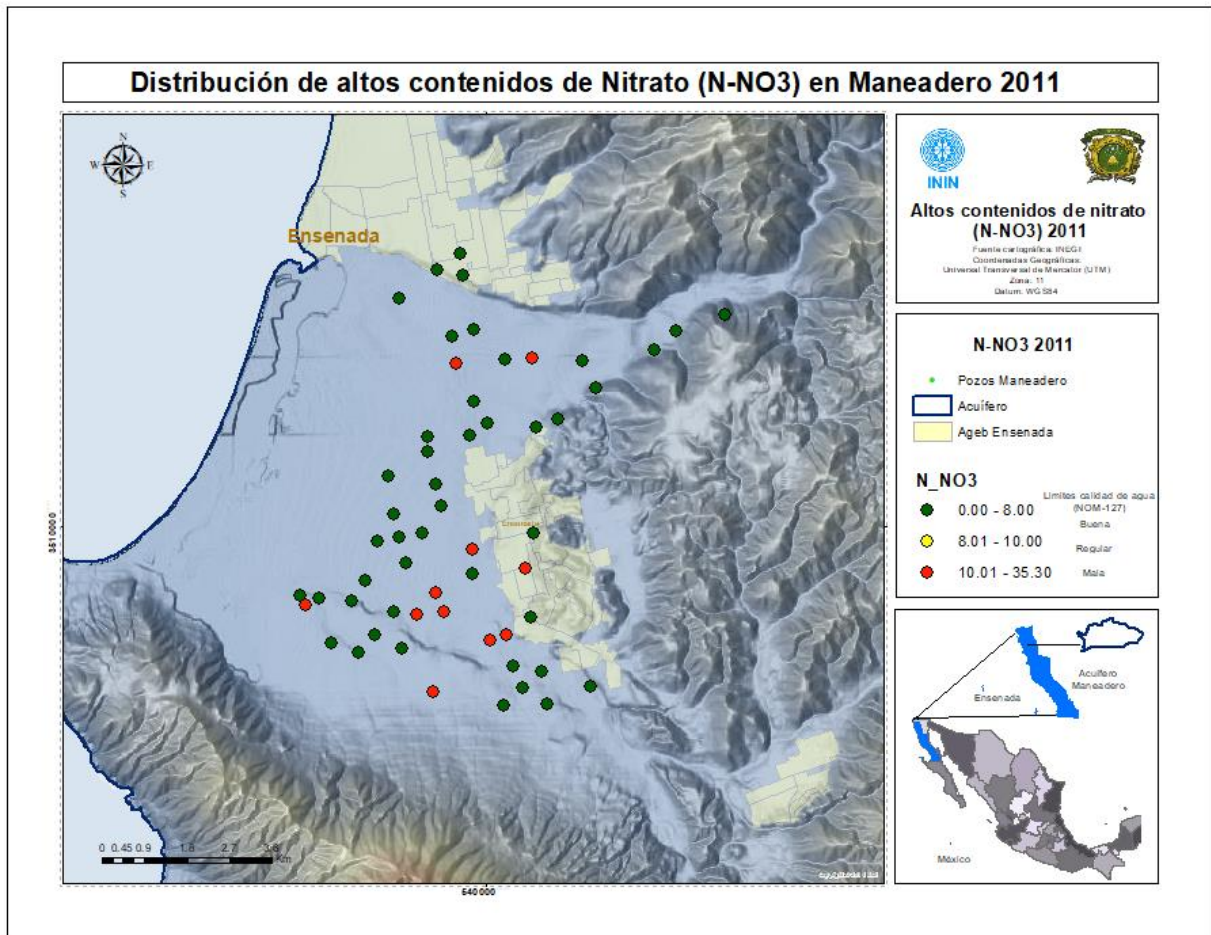 Distribución de altos contenidos de Nitrato (N-NO3) en Maneadero 2011
N
W E
S
Ensenada
Ensenada
3510000
540000
0 0.45 0.9 1.8 2.7 3.6
Km
ININ
Altos contenidos de nitrato
(N-NO3) 2011
Fuente cartográfica: INEGI
Coordenadas Geográficas:
Universal Transversal de Mercator (UTM)
Zona: 11
Datum: WGS84
N-NO3 2011
Pozos Maneadero
Acuífero
Ageb Ensenada
N_NO3
Limites calidad de agua
(NOM-127)
0.00 - 8.00 Buena
8.01 - 10.00 Regular
10.01 - 35.30 Mala
Acuífero
Maneadero
Ensenada
México